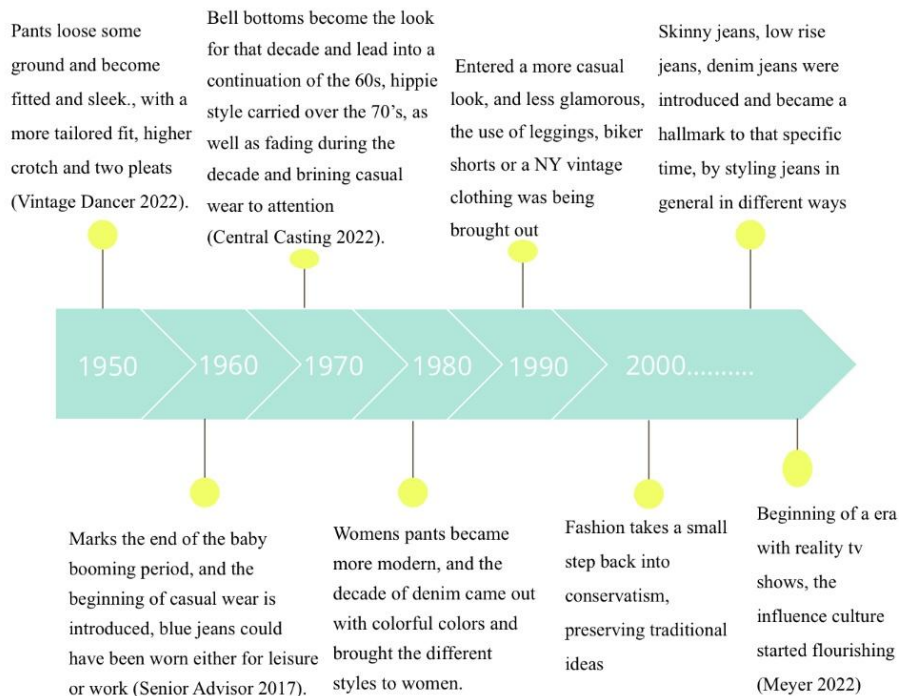 Pants loose some
ground and become
fitted and sleek., with a
more tailored fit, higher
crotch and two pleats
(Vintage Dancer 2022).
Bell bottoms become the look
for that decade and lead into a
continuation of the 60s, hippie
style carried over the 70’s, as
well as fading during the
decade and brining casual
wear to attention
(Central Casting 2022).
Entered a more casual
look, and less glamorous,
the use of leggings, biker
shorts or a NY vintage
clothing was being
brought out
Skinny jeans, low rise
jeans, denim jeans were
introduced and became a
hallmark to that specific
time, by styling jeans in
general in different ways
1950
1960
1970
1980
1990
2000..........
Marks the end of the baby
booming period, and the
beginning of casual wear is
introduced, blue jeans could
have been worn either for leisure
or work (Senior Advisor 2017).
Womens pants became
more modern, and the
decade of denim came out
with colorful colors and
brought the different
styles to women.
Fashion takes a small
step back into
conservatism,
preserving traditional
ideas
Beginning of a era
with reality tv
shows, the
influence culture
started flourishing
(Meyer 2022)